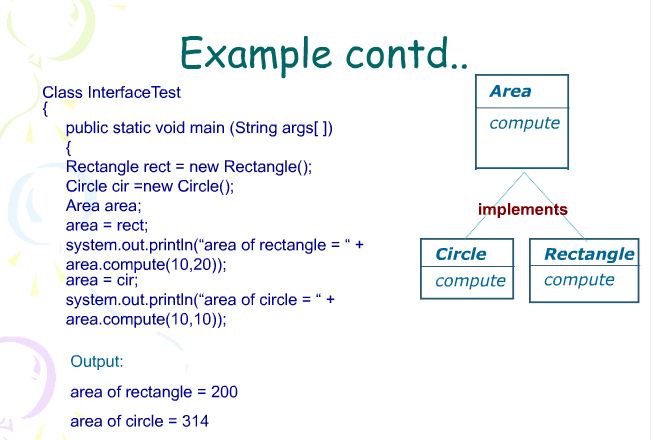 Example contd..
Class InterfaceTest
{
public static void main (String args[ ])
{
Rectangle rect = new Rectangle();
Circle cir =new Circle();
Area area;
area = rect;
system.out.println(“area of rectangle = “ +
area.compute(10,20));
area = cir;
system.out.println(“area of circle = “ +
area.compute(10,10));
Output:
area of rectangle = 200
area of circle = 314
Area
compute
implements
Circle
compute
Rectangle
compute